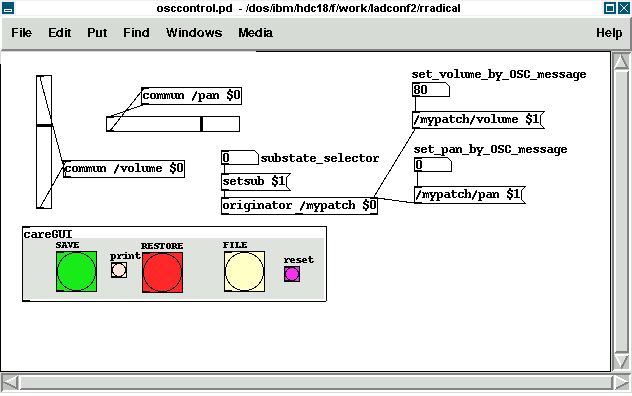 osccontrol.pd - /dos/ibm/hdc18/f/work/ladconf2/rradical
File Edit Put Find Windows Media Help
set_volume_by_OSC_message
80
commun /pan $0
/mypatch/volume $1
set_pan_by_OSC_message
0
0 substate_selector
commun /volume $0
setsub $1
/mypatch/pan $1
originator /mypatch $0
careGUI
SAVE
print
RESTORE
FILE
reset